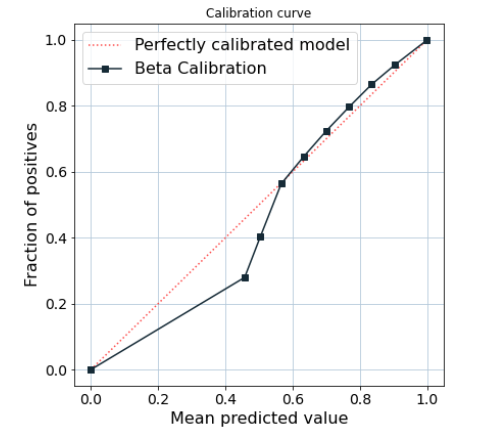 Calibration curve
Perfectly calibrated model
Beta Calibration
Fraction of positives
1.0
0.8
0.6
0.4
0.2
0.0
0.0 0.2 0.4 0.6 0.8 1.0
Mean predicted value